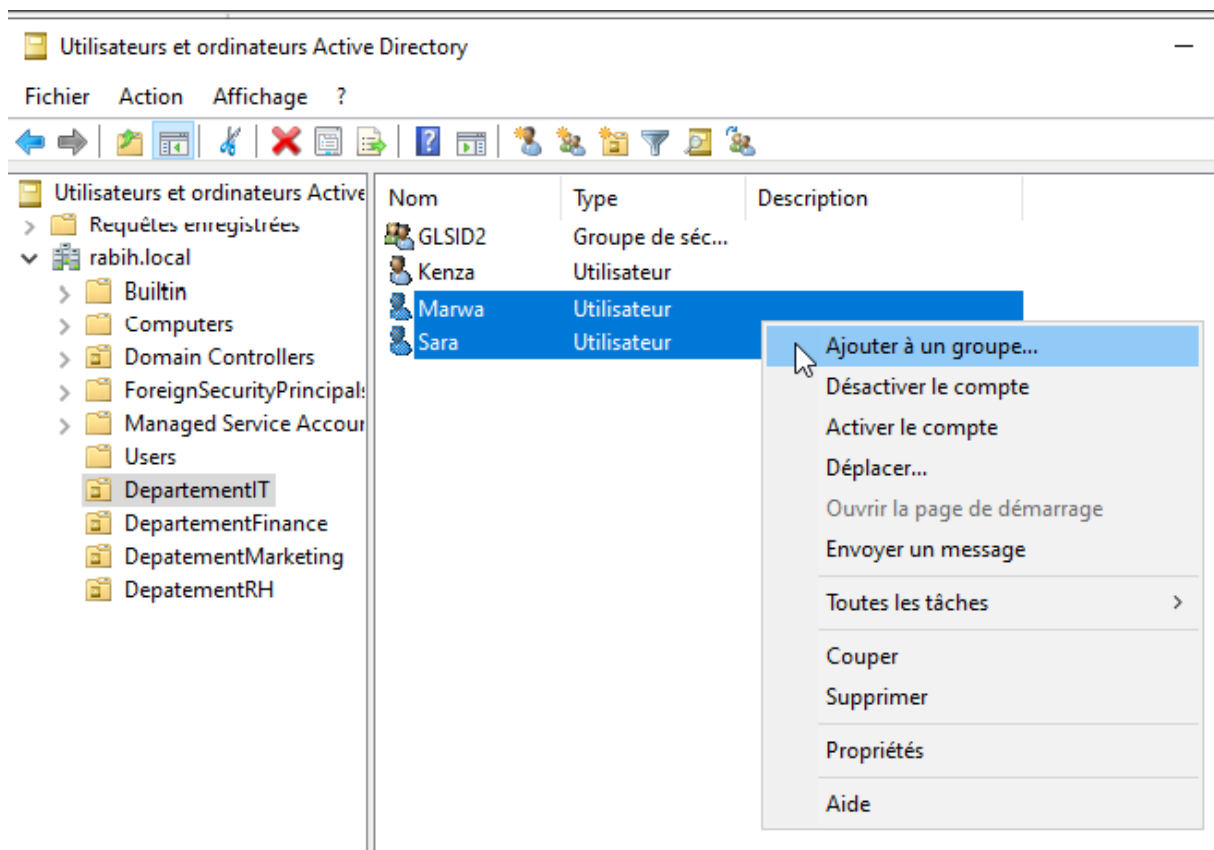 Utilisateurs et ordinateurs Active Directory
Fichier Action Affichage ?
Utilisateurs et ordinateurs Active
Requêtes enregistrées
rabih.local
Builtin
Computers
Domain Controllers
ForeignSecurityPrincipals
Managed Service Accour
Users
DepartementIT
DepartementFinance
DepatementMarketing
DepatementRH
Nom Type Description
GLSID2 Groupe de séc...
Kenza Utilisateur
Marwa Utilisateur
Sara Utilisateur
Ajouter à un groupe...
Désactiver le compte
Activer le compte
Déplacer...
Ouvrir la page de démarrage
Envoyer un message
Toutes les tâches
Couper
Supprimer
Propriétés
Aide